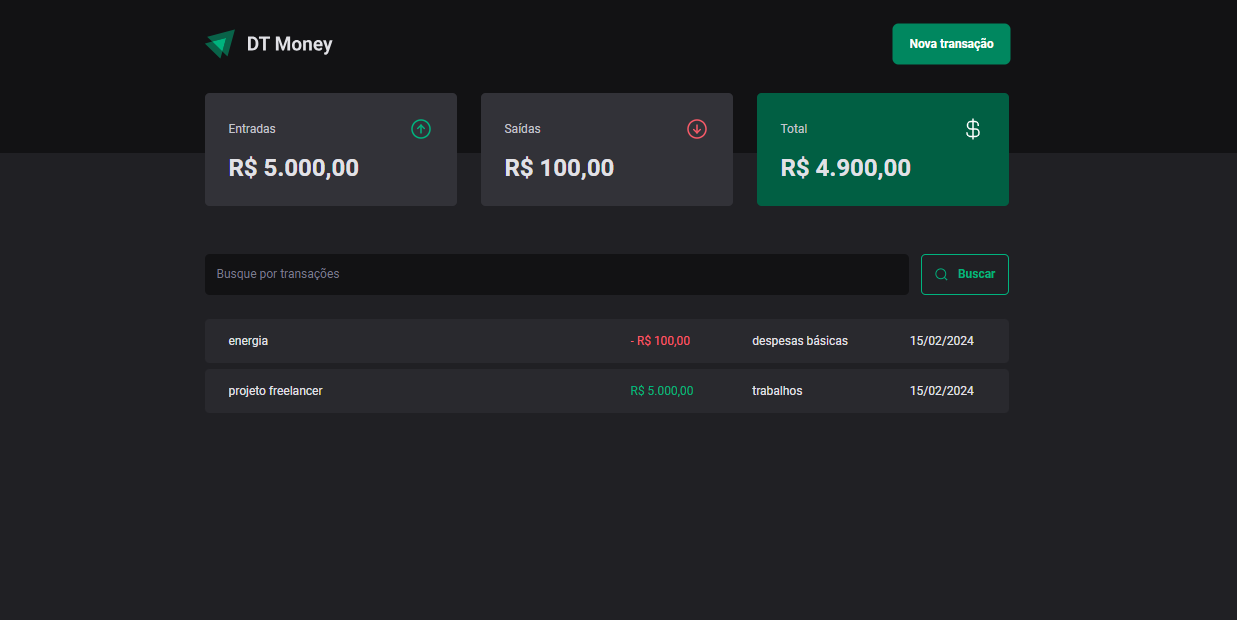 DT Money
Nova transação
Entradas
R$ 5.000,00
Saídas
R$ 100,00
Total
$
R$ 4.900,00
Busque por transações
Buscar
energia - R$ 100,00 despesas básicas 15/02/2024
projeto freelancer R$ 5.000,00 trabalhos 15/02/2024